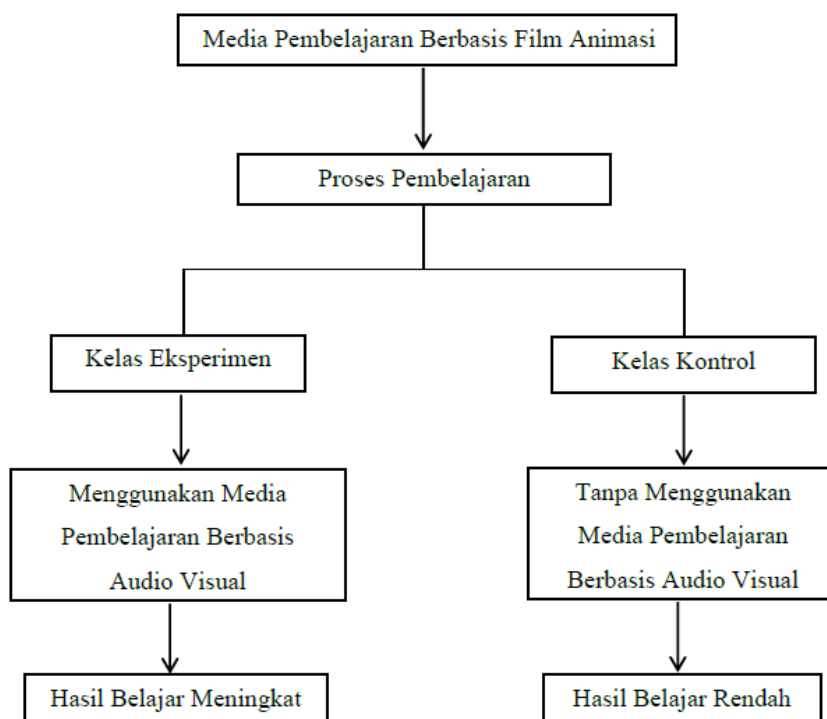 Media Pembelajaran Berbasis Film Animasi
Proses Pembelajaran
Kelas Eksperimen
Kelas Kontrol
Menggunakan Media
Pembelajaran Berbasis
Audio Visual
Tanpa Menggunakan
Media Pembelajaran
Berbasis Audio Visual
Hasil Belajar Meningkat
Hasil Belajar Rendah